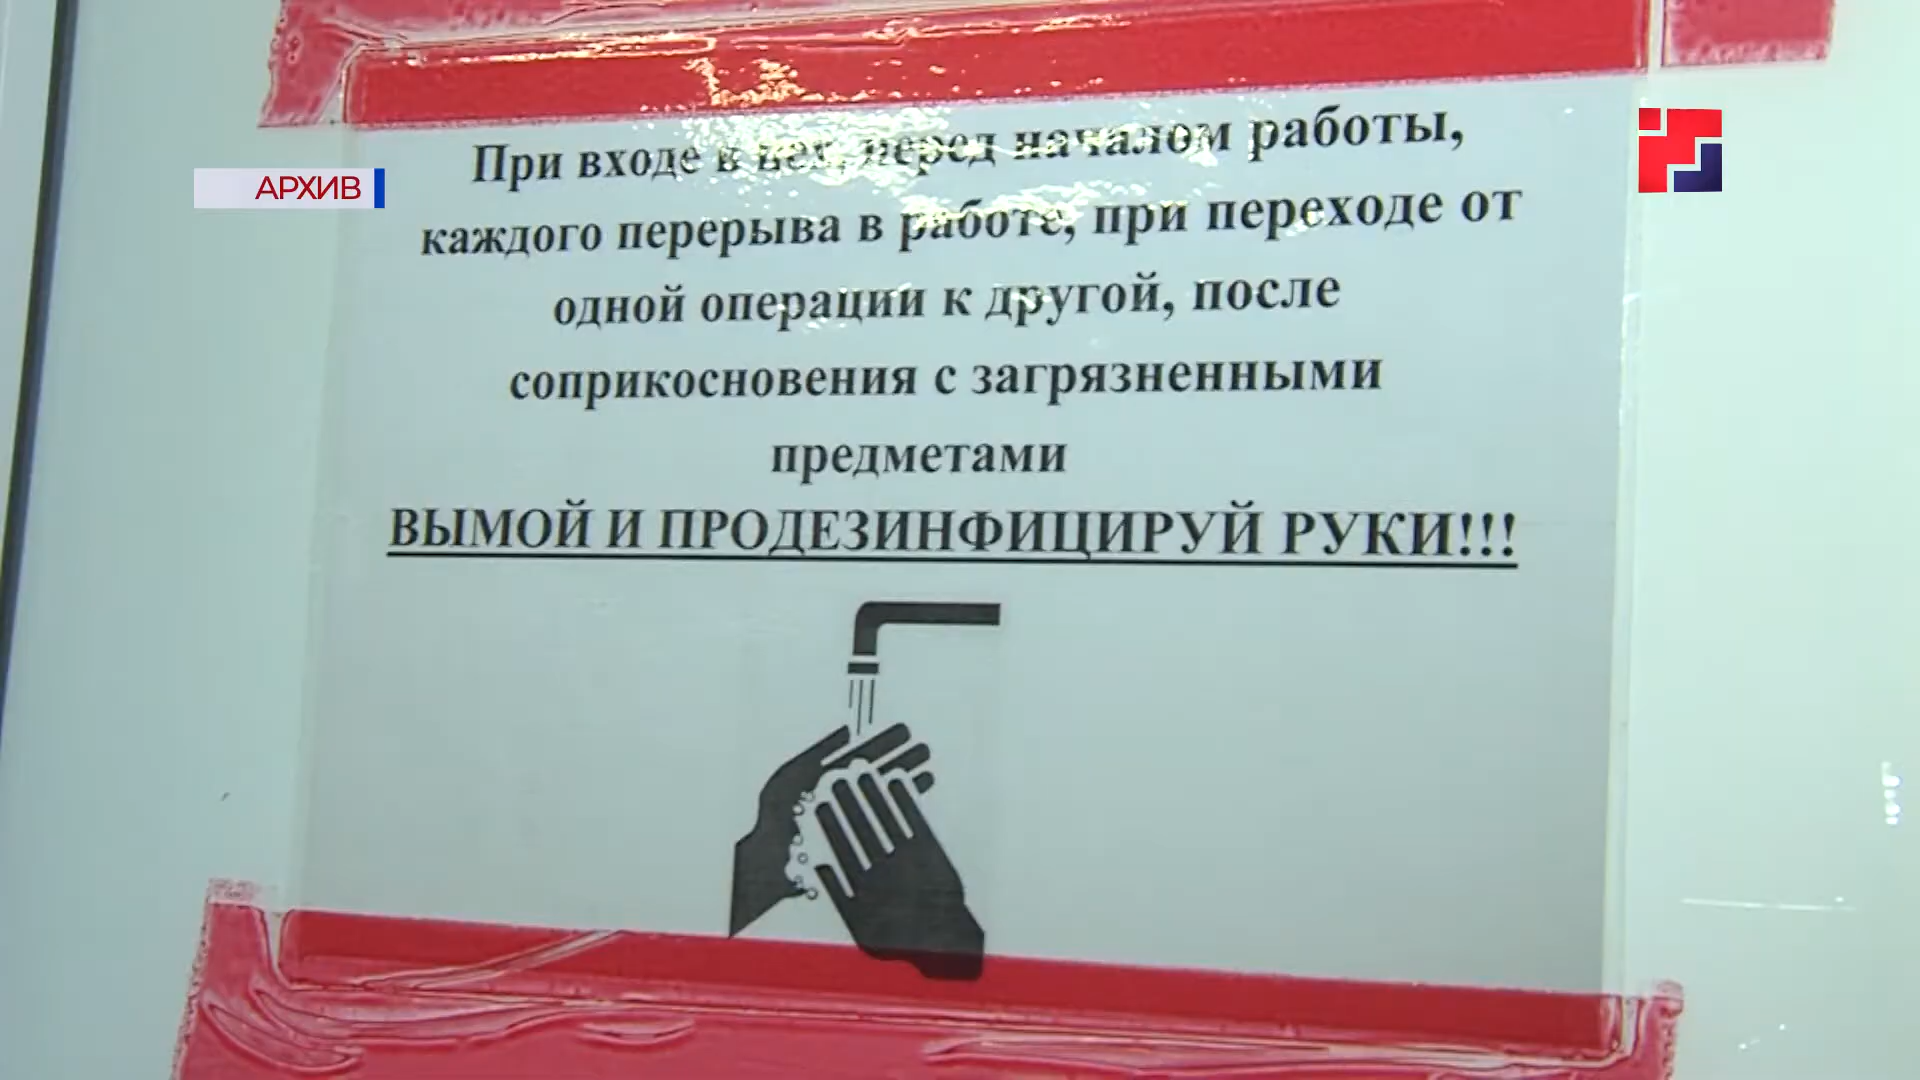 При входе в цех, перед началом работы,
АРХИВ
каждого перерыва в работе, при переходе от
одной операции к другой, после
соприкосновения с загрязненными
предметами
ВЫМОЙ И ПРОДЕЗИНФИЦИРУЙ РУКИ!!!